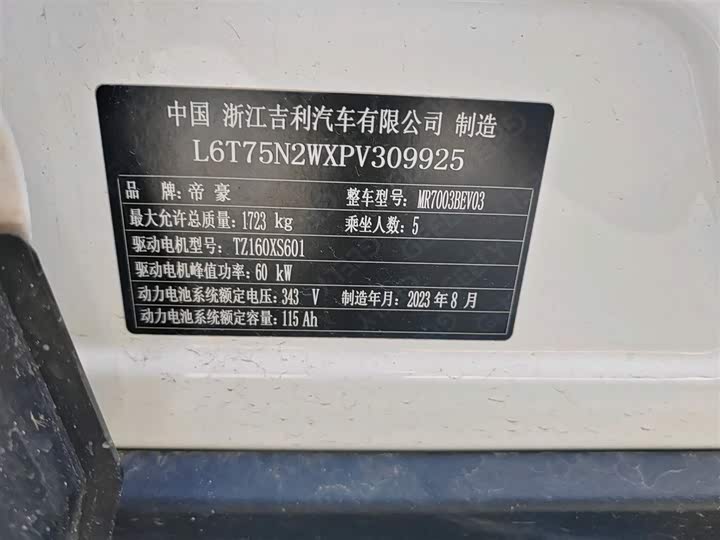 中国 浙江吉利汽车有限公司 制造
L6T75N2WXPV309925
品 牌：帝豪 整车型号：MR7003BEV03
最大允许总质量：1723 kg 乘坐人数：5
驱动电机型号：TZ160XS601
驱动电机峰值功率：60 kW
动力电池系统额定电压：343 V 制造年月：2023 年 8 月
动力电池系统额定容量：115 Ah